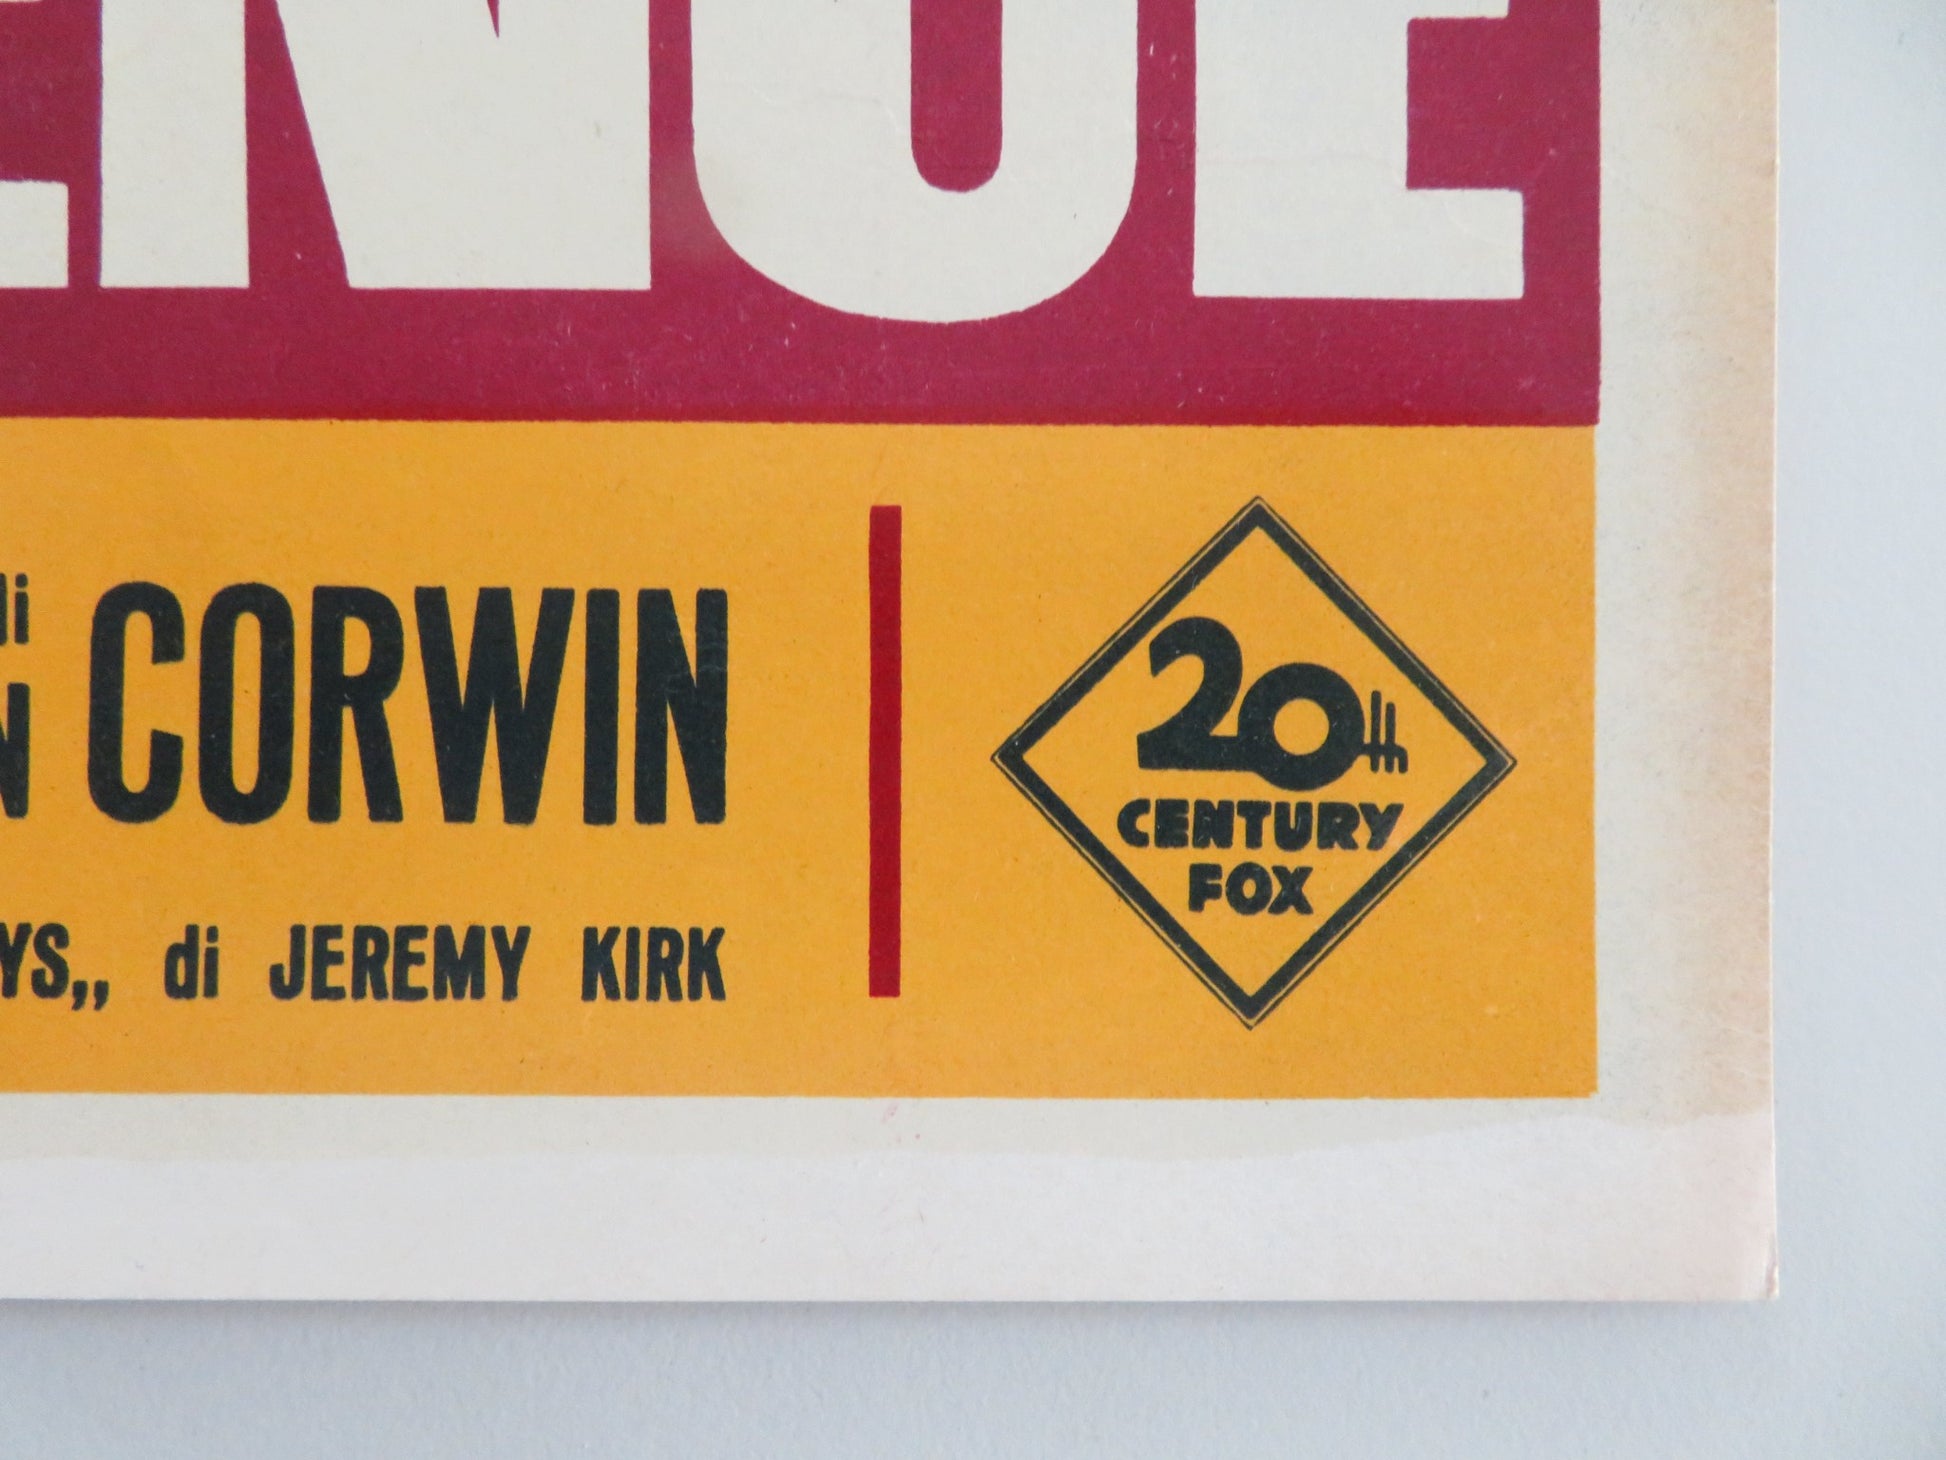 ENUE
di
N CORWIN
YS,, di JEREMY KIRK
20th
CENTURY
FOX